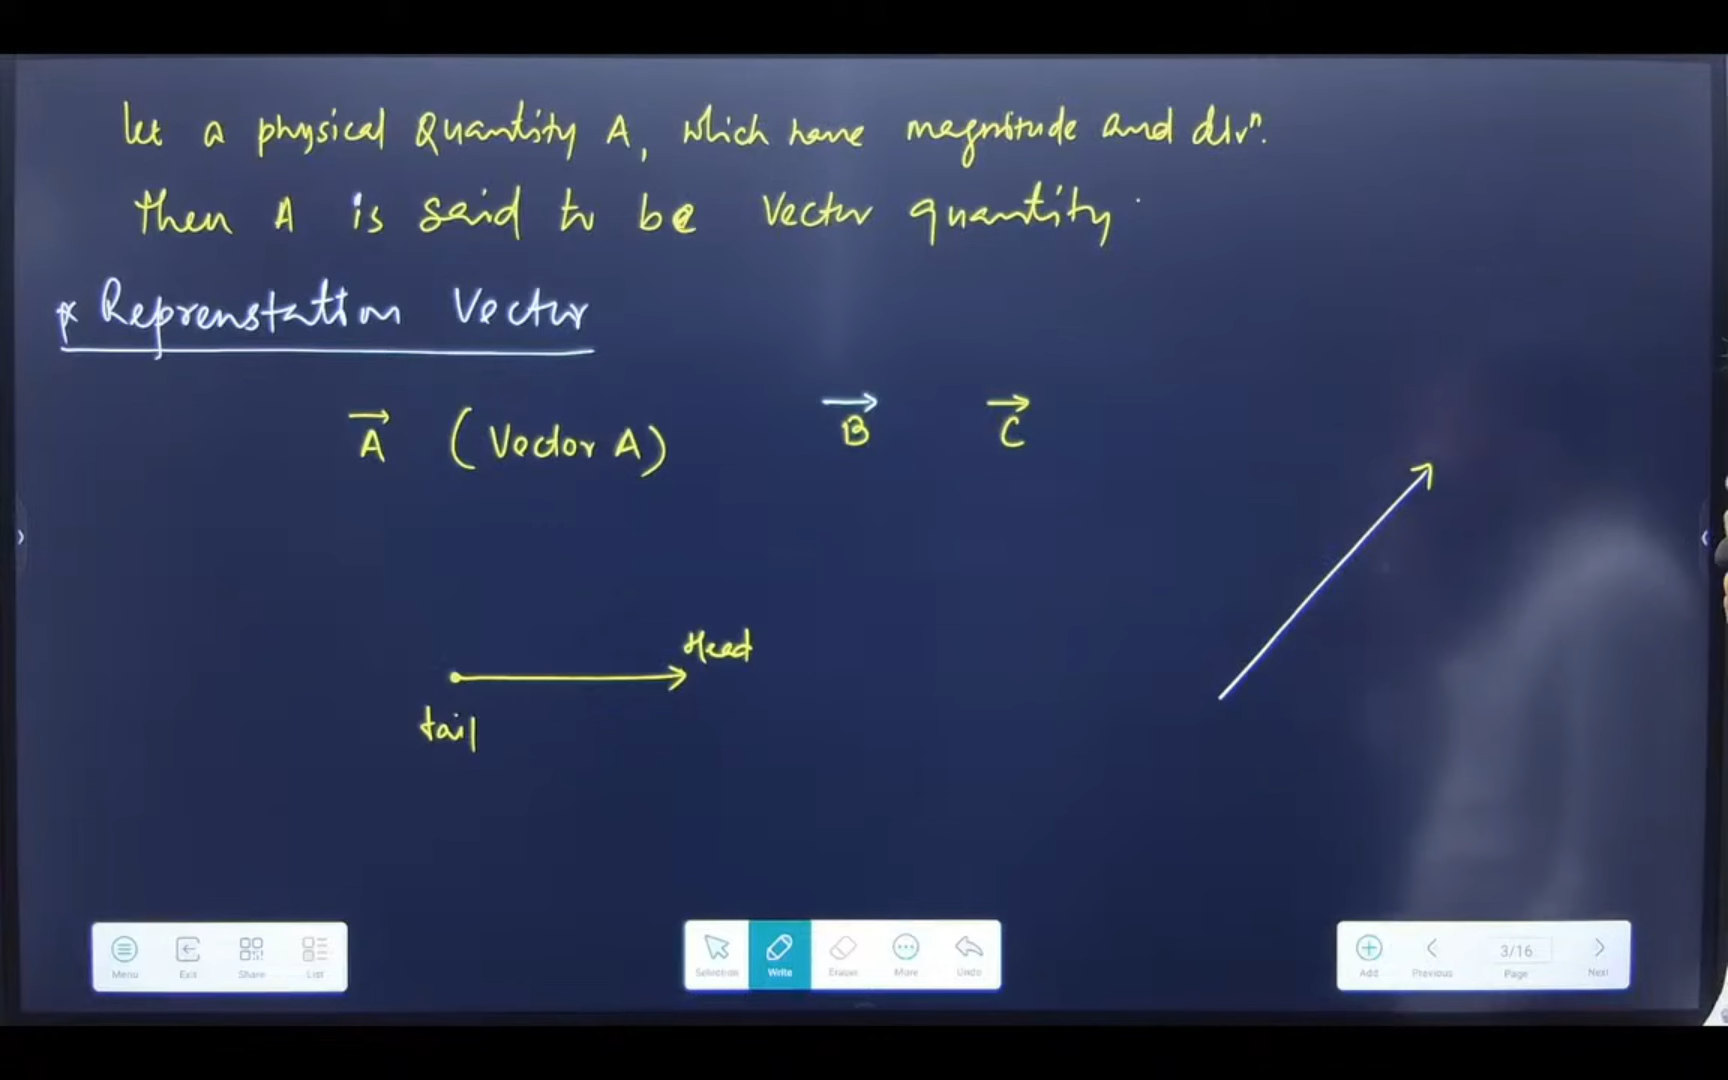 let a physical Quantity A, which have magnitude and dirⁿ.
Then A is said to be Vector quantity.
* Reprenstation Vector
A (Vector A) B C
Head
tail
Menu Exit Share List
Selection Write Eraser More Undo
Add Previous 3/16 Page Next